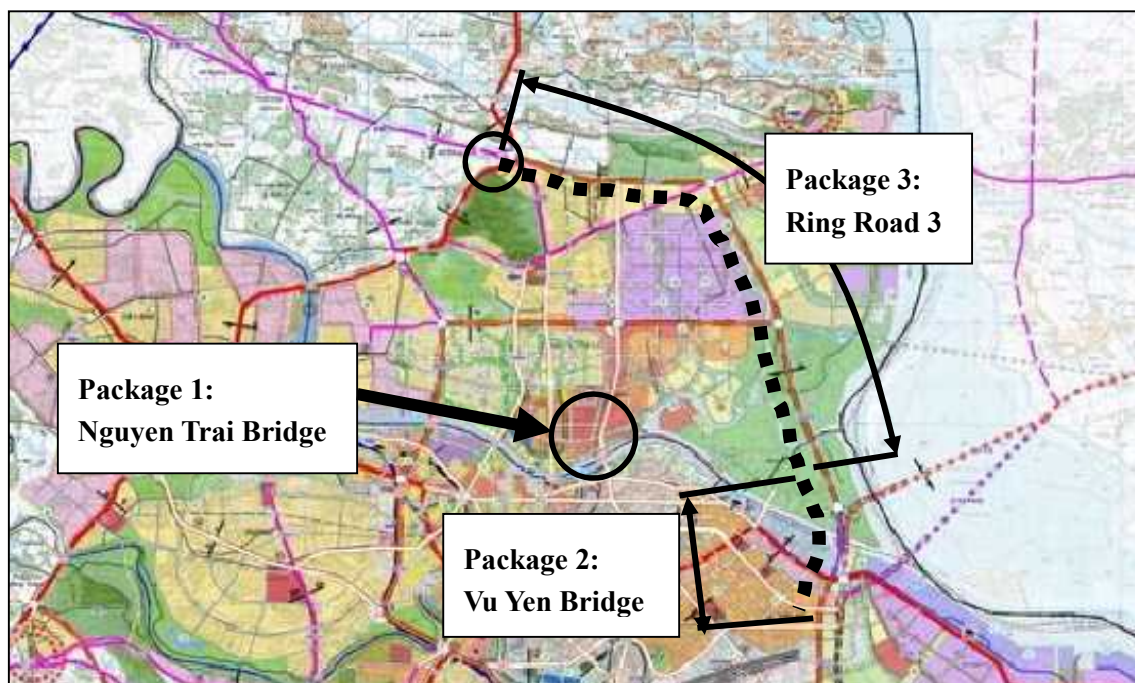 Package 3:
Ring Road 3
Package 1:
Nguyen Trai Bridge
Package 2:
Vu Yen Bridge